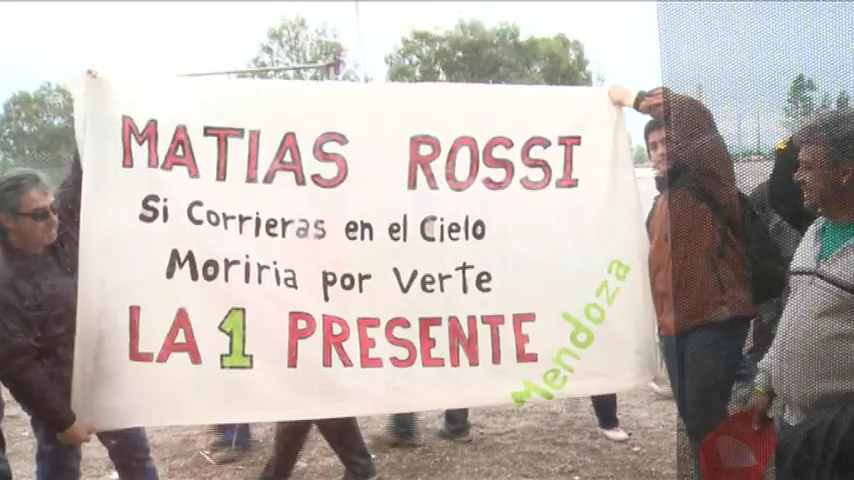 MATIAS ROSSI
Si Corrieras en el Cielo
Moriria por Verte
LA 1 PRESENTE
Mendoza